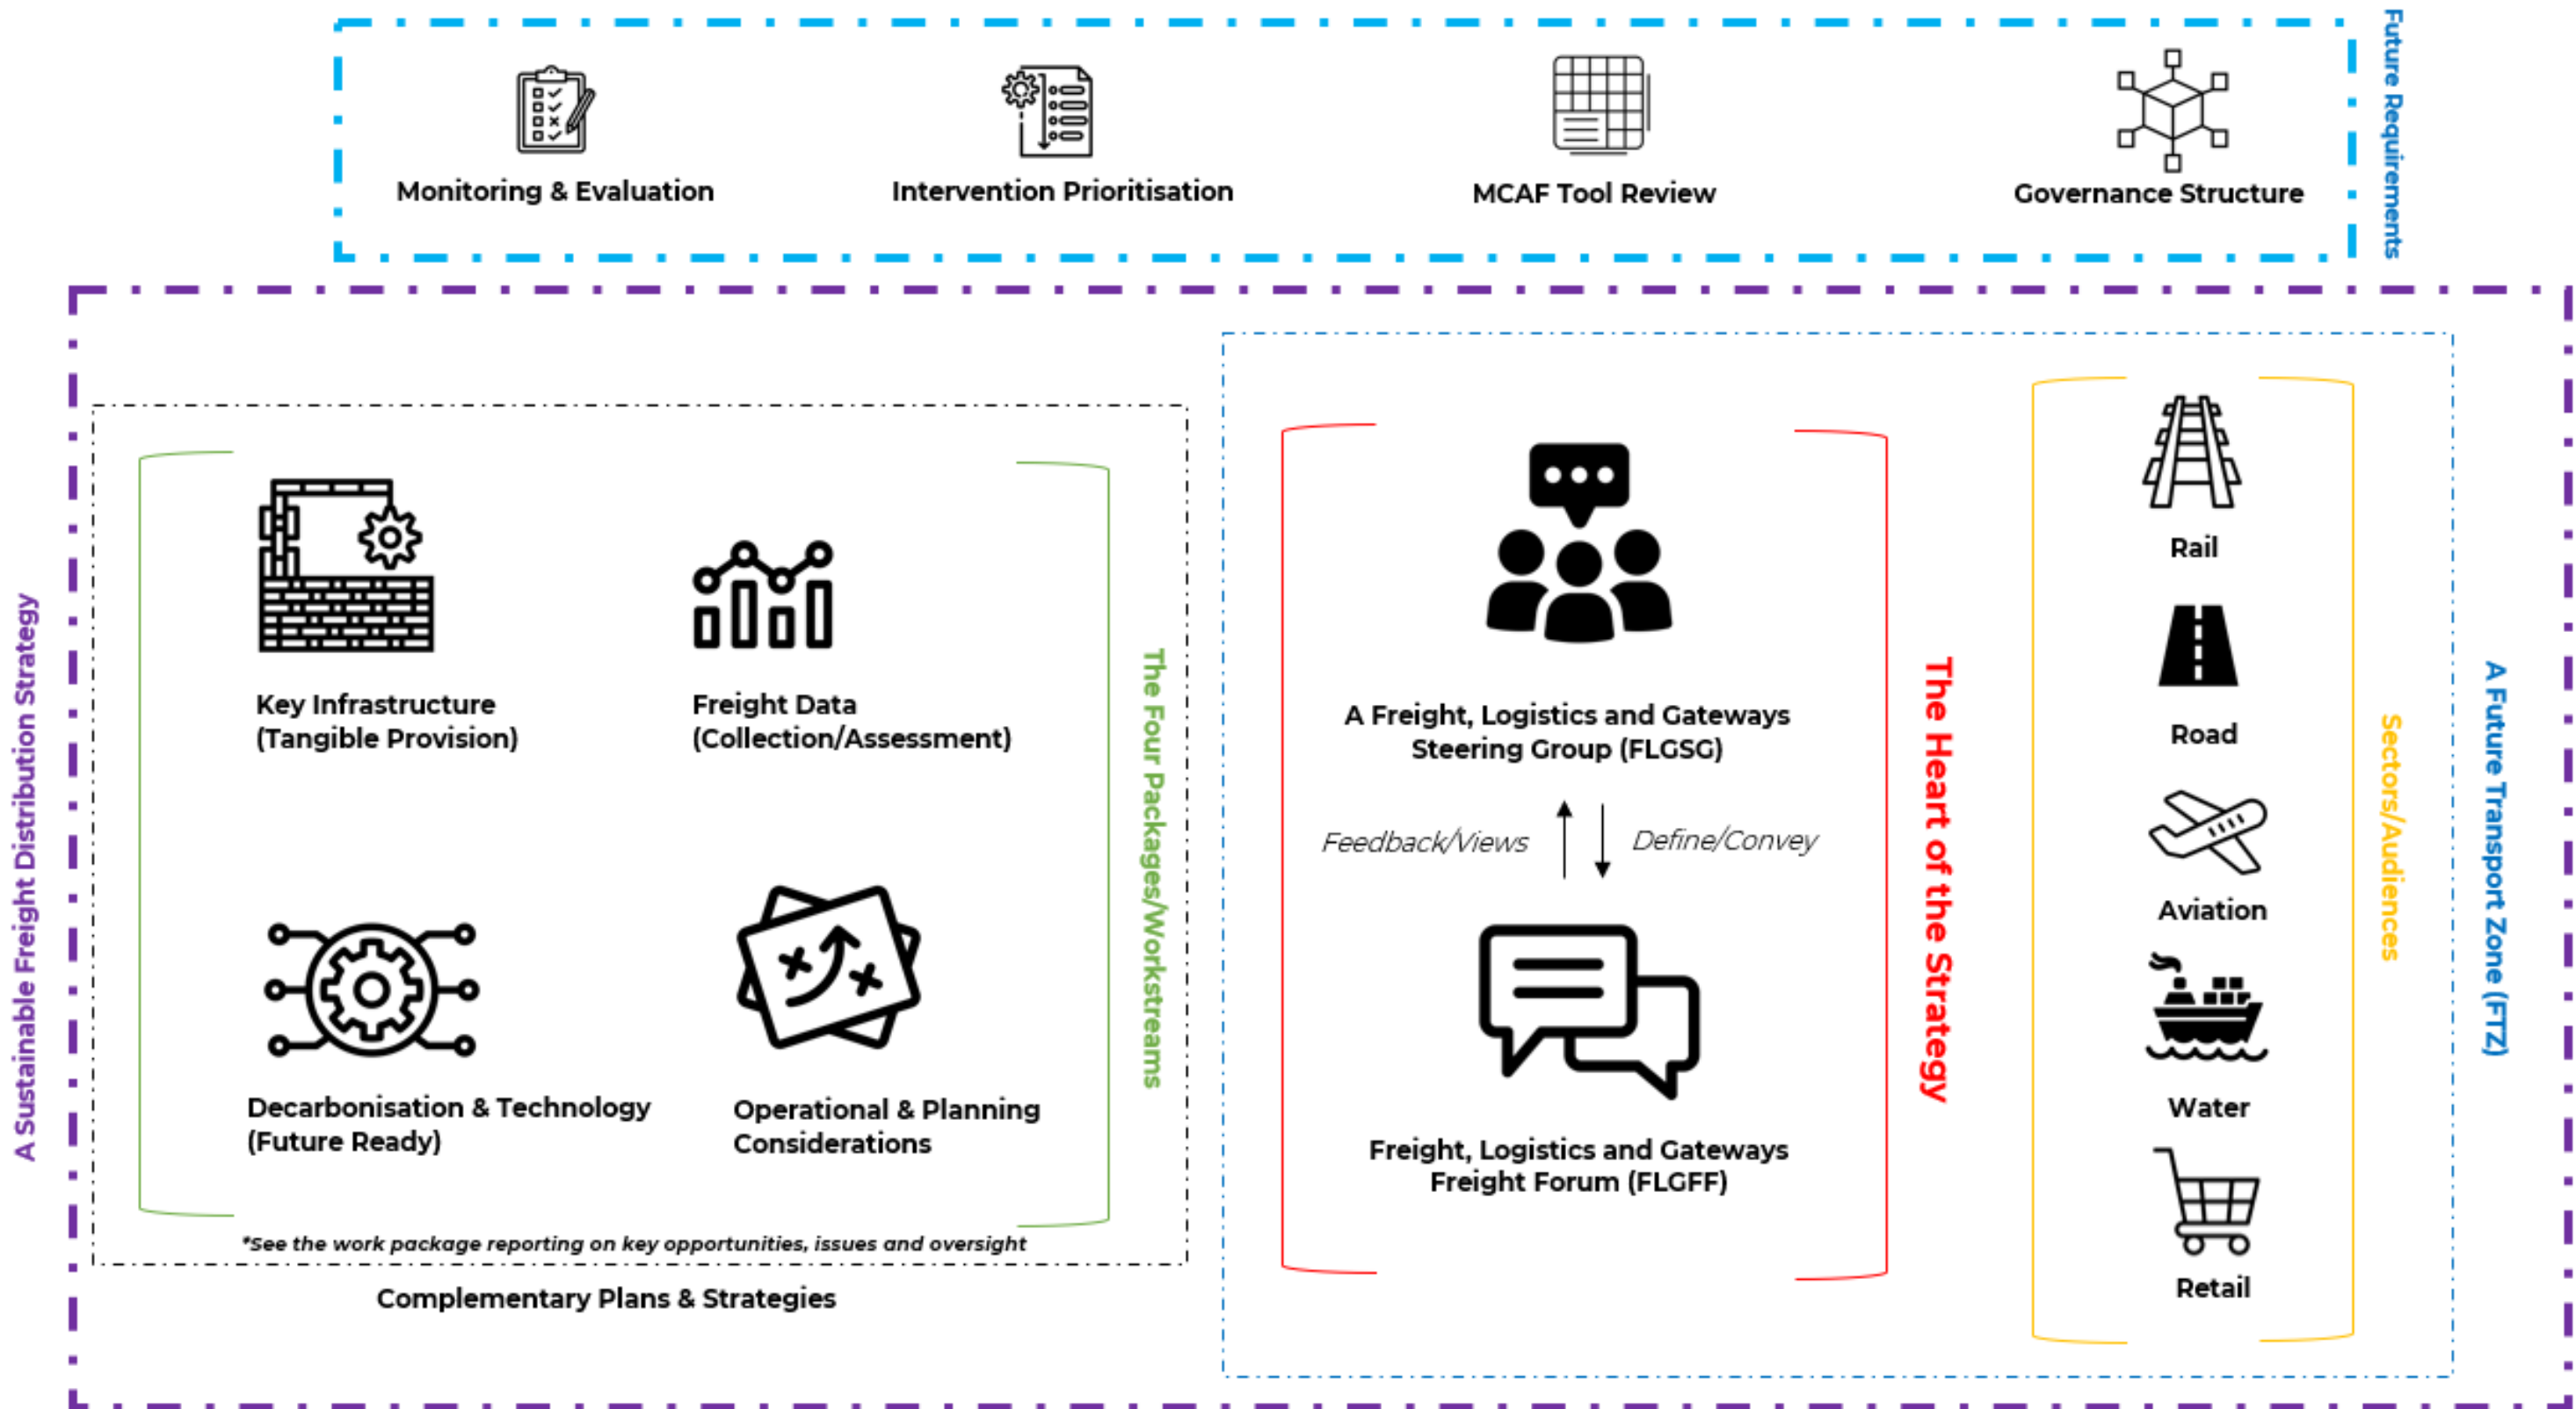 Future Requirements
Monitoring & Evaluation
Intervention Prioritisation
MCAF Tool Review
Governance Structure
A Sustainable Freight Distribution Strategy
Key Infrastructure
(Tangible Provision)
Freight Data
(Collection/Assessment)
Decarbonisation & Technology
(Future Ready)
Operational & Planning
Considerations
The Four Packages/Workstreams
*See the work package reporting on key opportunities, issues and oversight
Complementary Plans & Strategies
A Freight, Logistics and Gateways
Steering Group (FLGSG)
Feedback/Views
Define/Convey
Freight, Logistics and Gateways
Freight Forum (FLGFF)
The Heart of the Strategy
Rail
Road
Aviation
Water
Retail
Sectors/Audiences
A Future Transport Zone (FTZ)